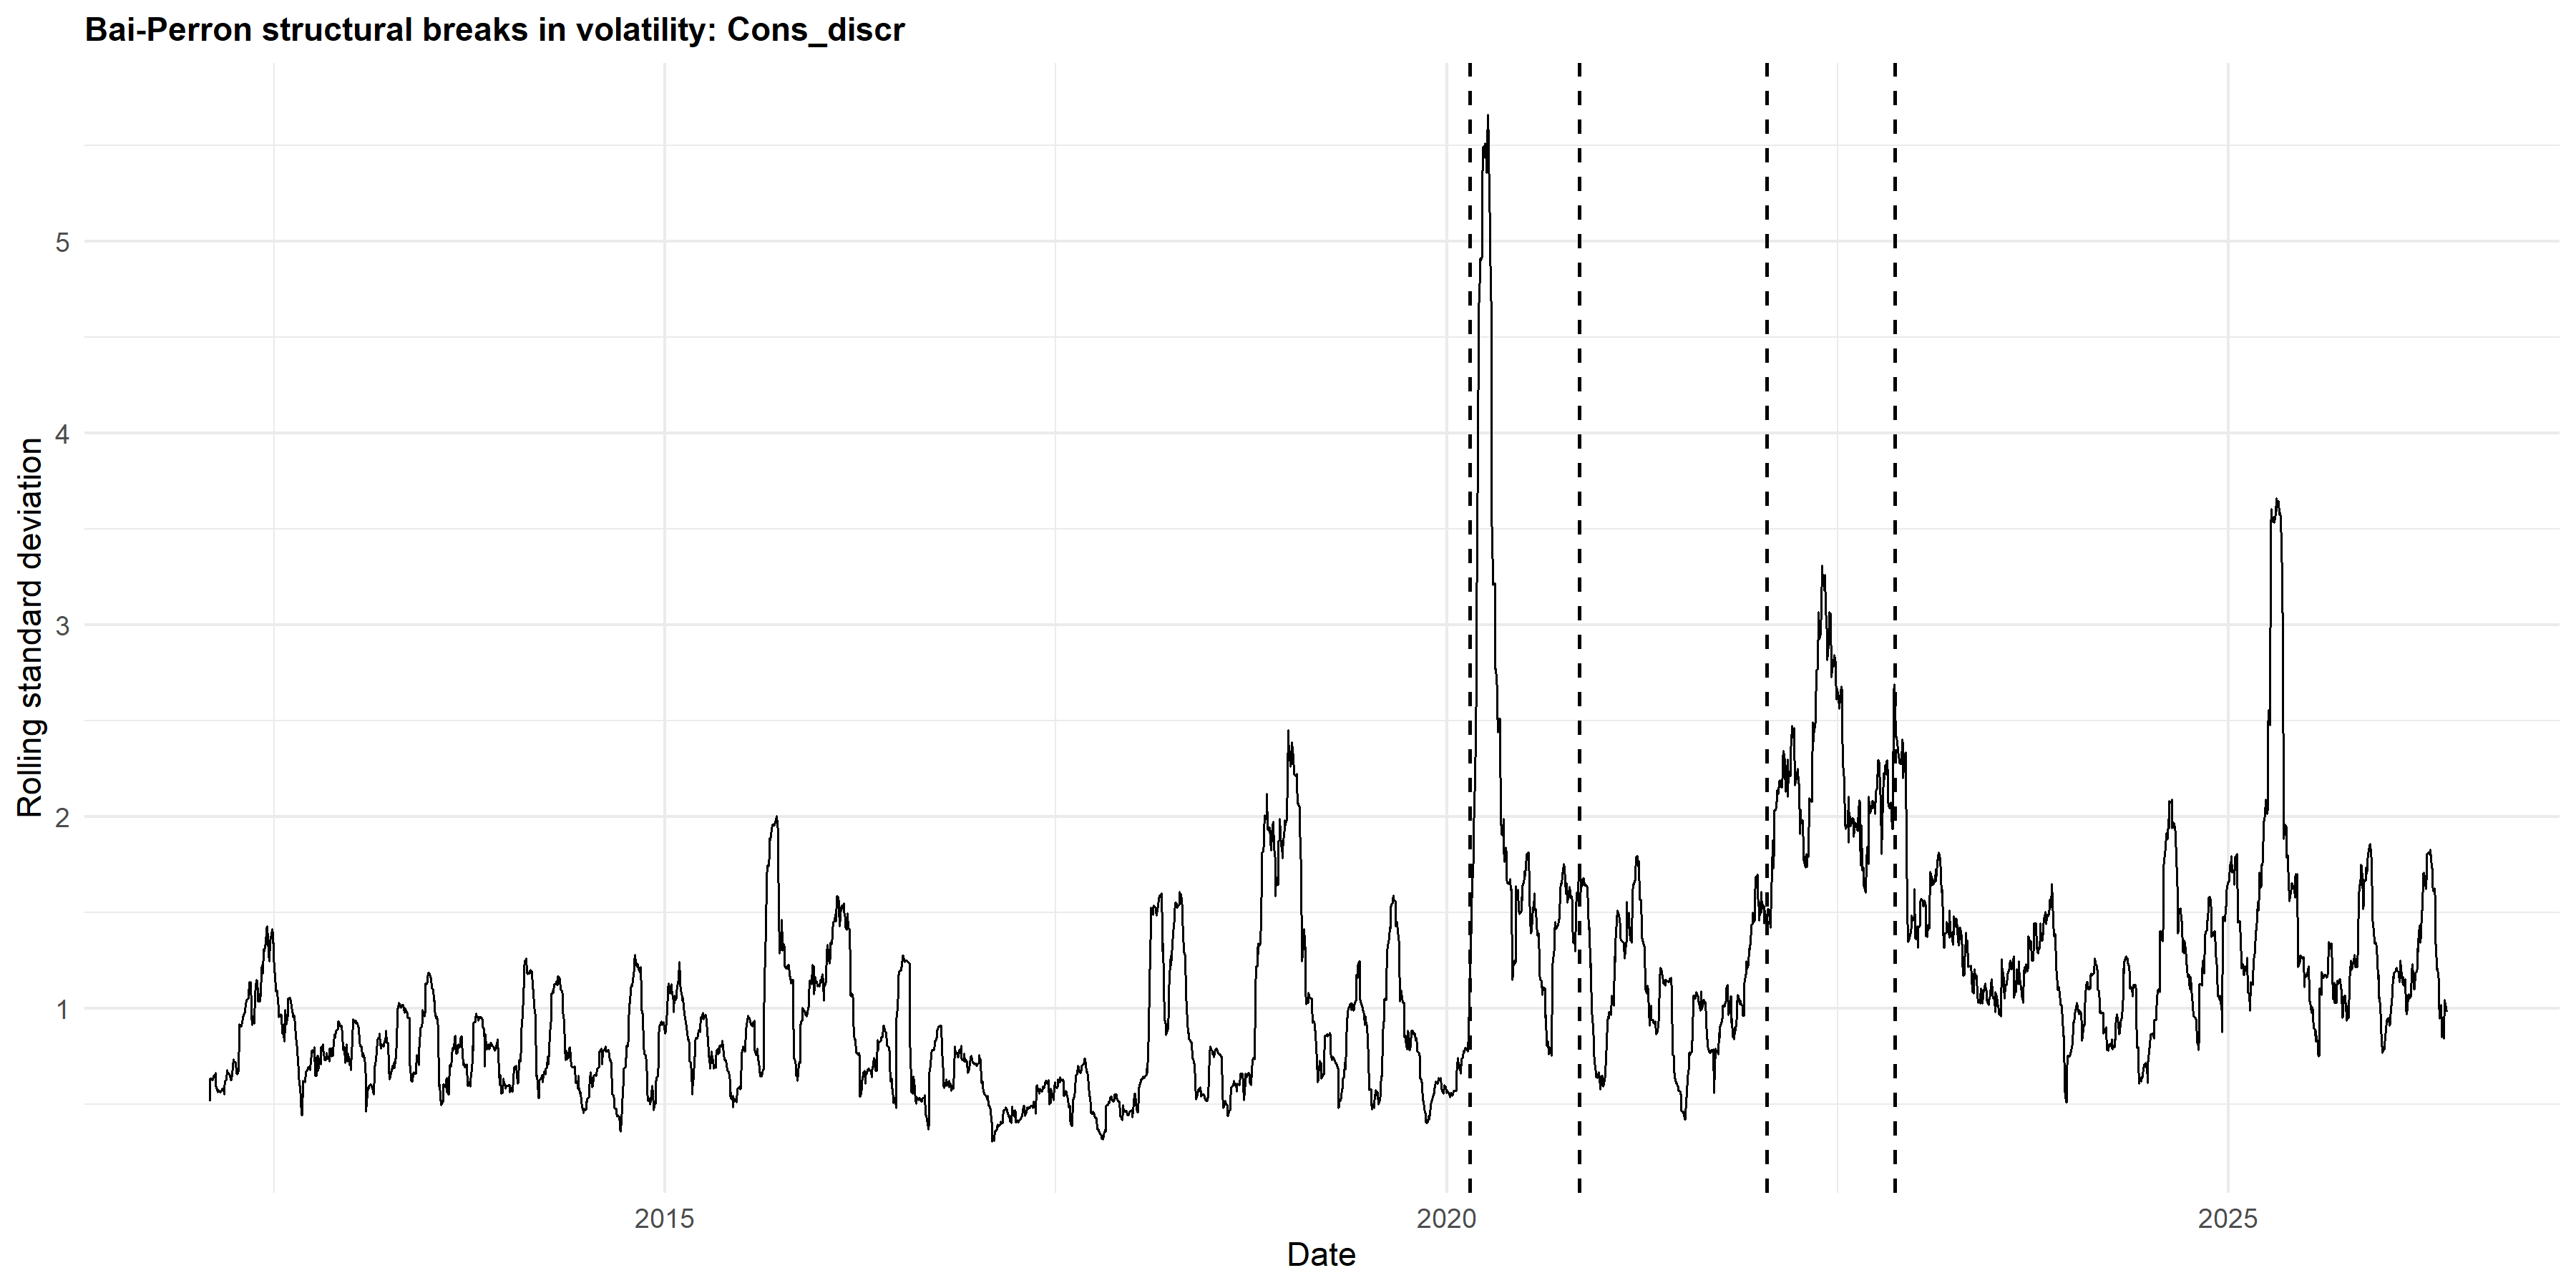 Bai-Perron structural breaks in volatility: Cons_discr
Rolling standard deviation
5
4
3
2
1
2015
2020
2025
Date